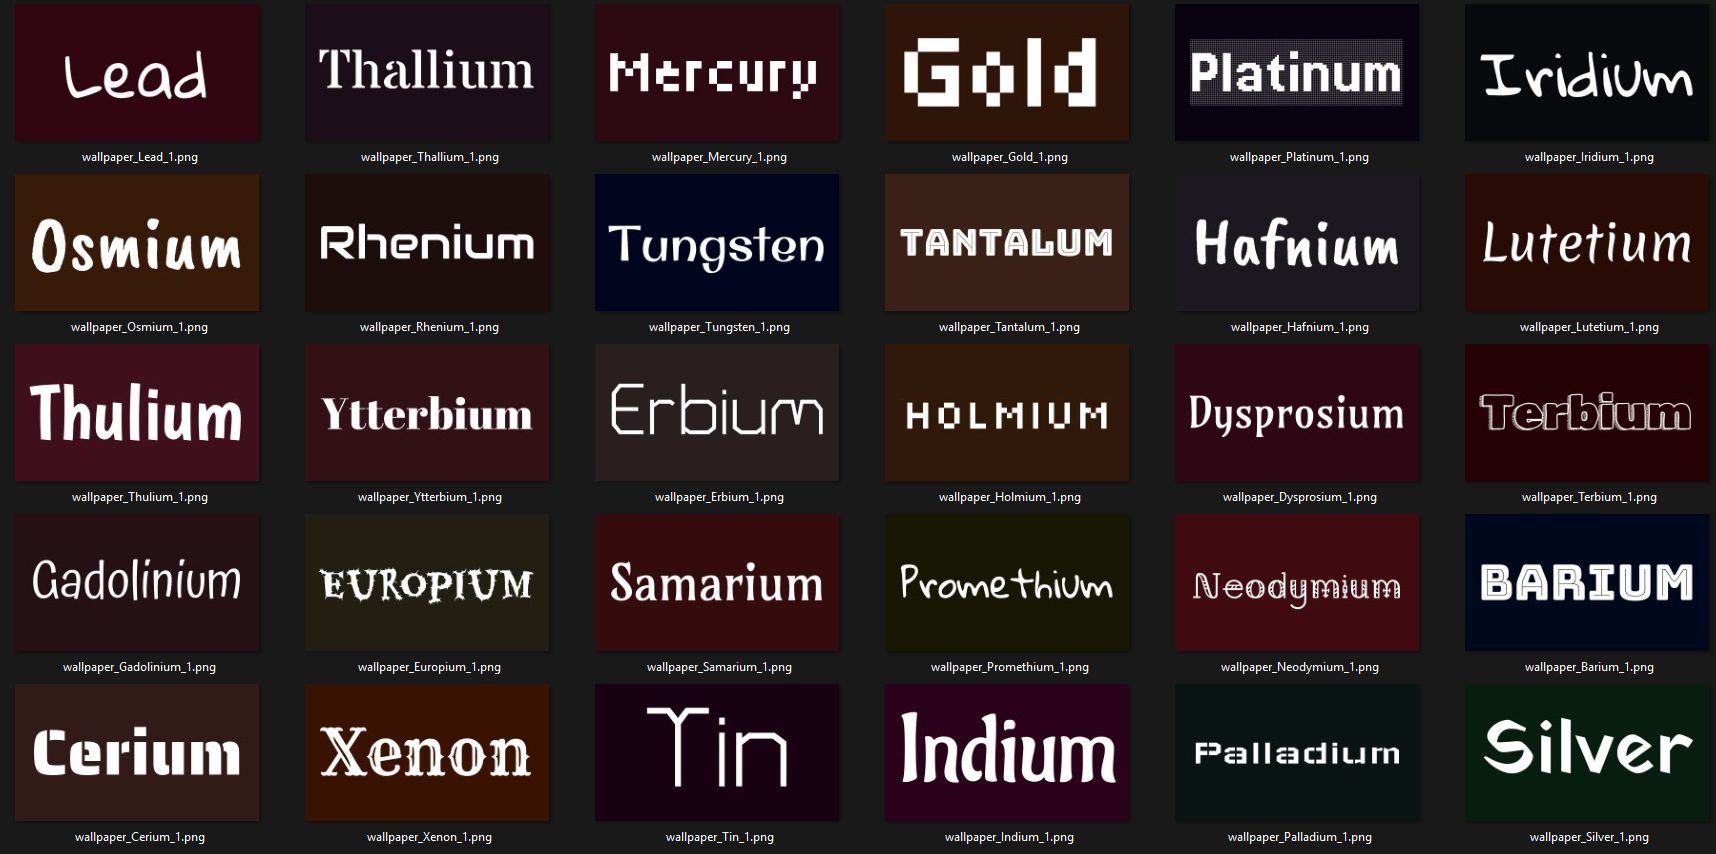 Lead Thallium Mercury Gold Platinum Iridium
wallpaper_Lead_1.png wallpaper_Thallium_1.png wallpaper_Mercury_1.png wallpaper_Gold_1.png wallpaper_Platinum_1.png wallpaper_Iridium_1.png
Osmium Rhenium Tungsten TANTALUM Hafnium Lutetium
wallpaper_Osmium_1.png wallpaper_Rhenium_1.png wallpaper_Tungsten_1.png wallpaper_Tantalum_1.png wallpaper_Hafnium_1.png wallpaper_Lutetium_1.png
Thulium Ytterbium Erbium HOLMIUM Dysprosium Terbium
wallpaper_Thulium_1.png wallpaper_Ytterbium_1.png wallpaper_Erbium_1.png wallpaper_Holmium_1.png wallpaper_Dysprosium_1.png wallpaper_Terbium_1.png
Gadolinium EUROPIUM Samarium Promethium Neodymium BARIUM
wallpaper_Gadolinium_1.png wallpaper_Europium_1.png wallpaper_Samarium_1.png wallpaper_Promethium_1.png wallpaper_Neodymium_1.png wallpaper_Barium_1.png
Cerium Xenon Tin Indium Palladium Silver
wallpaper_Cerium_1.png wallpaper_Xenon_1.png wallpaper_Tin_1.png wallpaper_Indium_1.png wallpaper_Palladium_1.png wallpaper_Silver_1.png